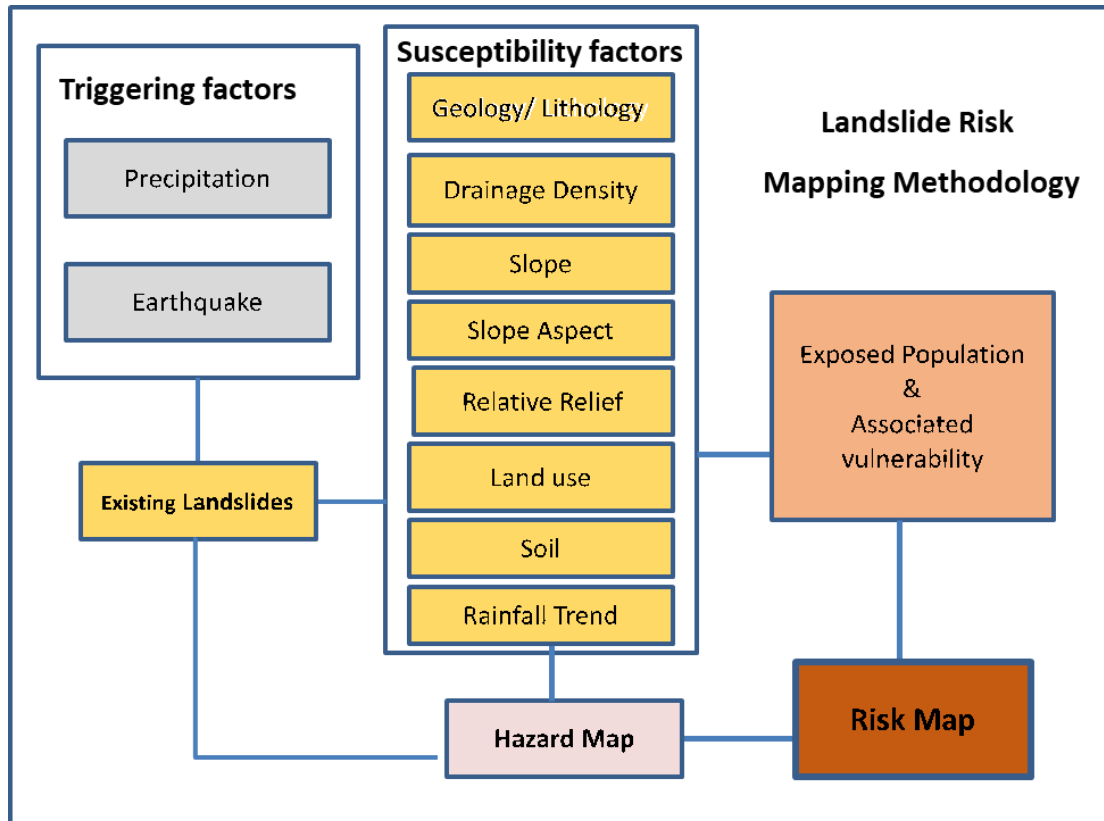 Triggering factors
Precipitation
Earthquake
Existing Landslides
Susceptibility factors
Geology/ Lithology
Drainage Density
Slope
Slope Aspect
Relative Relief
Land use
Soil
Rainfall Trend
Hazard Map
Landslide Risk
Mapping Methodology
Exposed Population
&
Associated
vulnerability
Risk Map